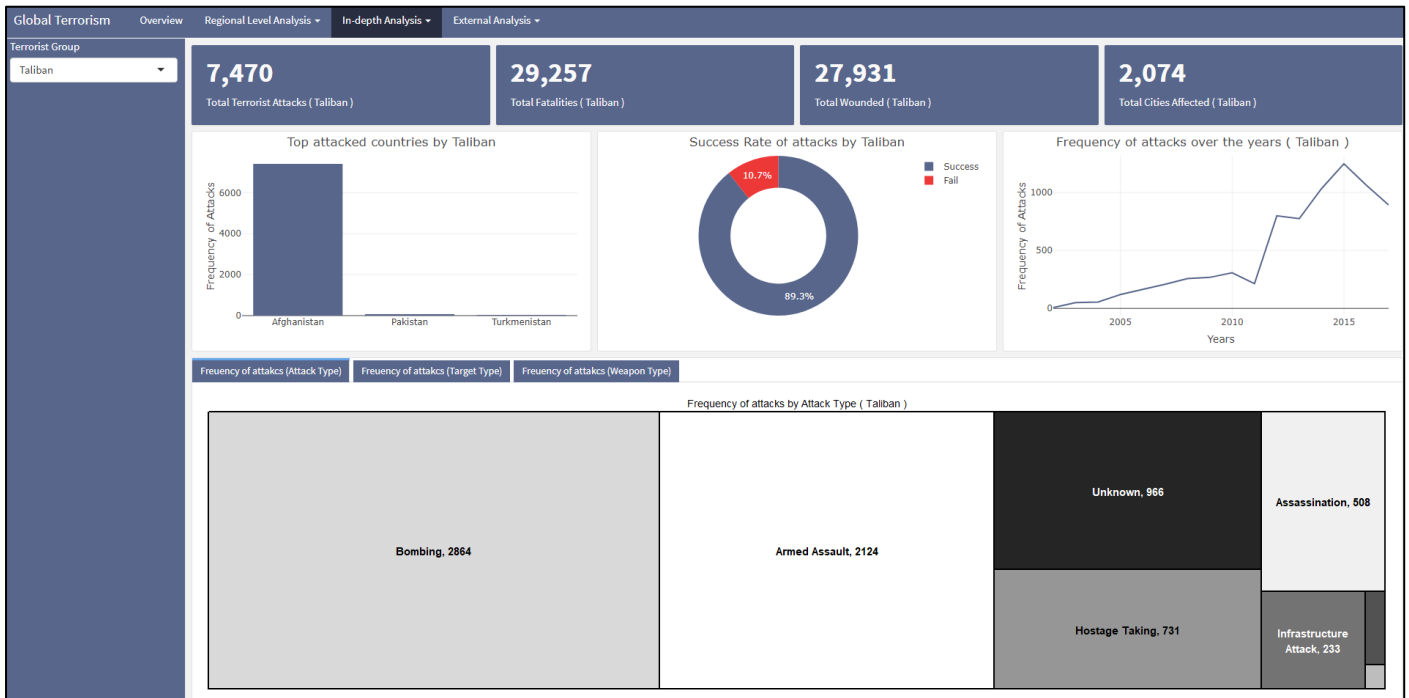 Global Terrorism Overview Regional Level Analysis In-depth Analysis External Analysis
Terrorist Group
Taliban
7,470
Total Terrorist Attacks ( Taliban )
29,257
Total Fatalities ( Taliban )
27,931
Total Wounded ( Taliban )
2,074
Total Cities Affected ( Taliban )
Top attacked countries by Taliban
Frequency of Attacks
6000
4000
2000
0
Afghanistan Pakistan Turkmenistan
Success Rate of attacks by Taliban
Success
Fail
10.7%
89.3%
Frequency of attacks over the years ( Taliban )
Frequency of Attacks
1000
500
0
2005 2010 2015
Years
Freuency of attakcs (Attack Type) Freuency of attakcs (Target Type) Freuency of attakcs (Weapon Type)
Frequency of attacks by Attack Type ( Taliban )
Bombing, 2864
Armed Assault, 2124
Unknown, 966
Hostage Taking, 731
Assassination, 508
Infrastructure
Attack, 233